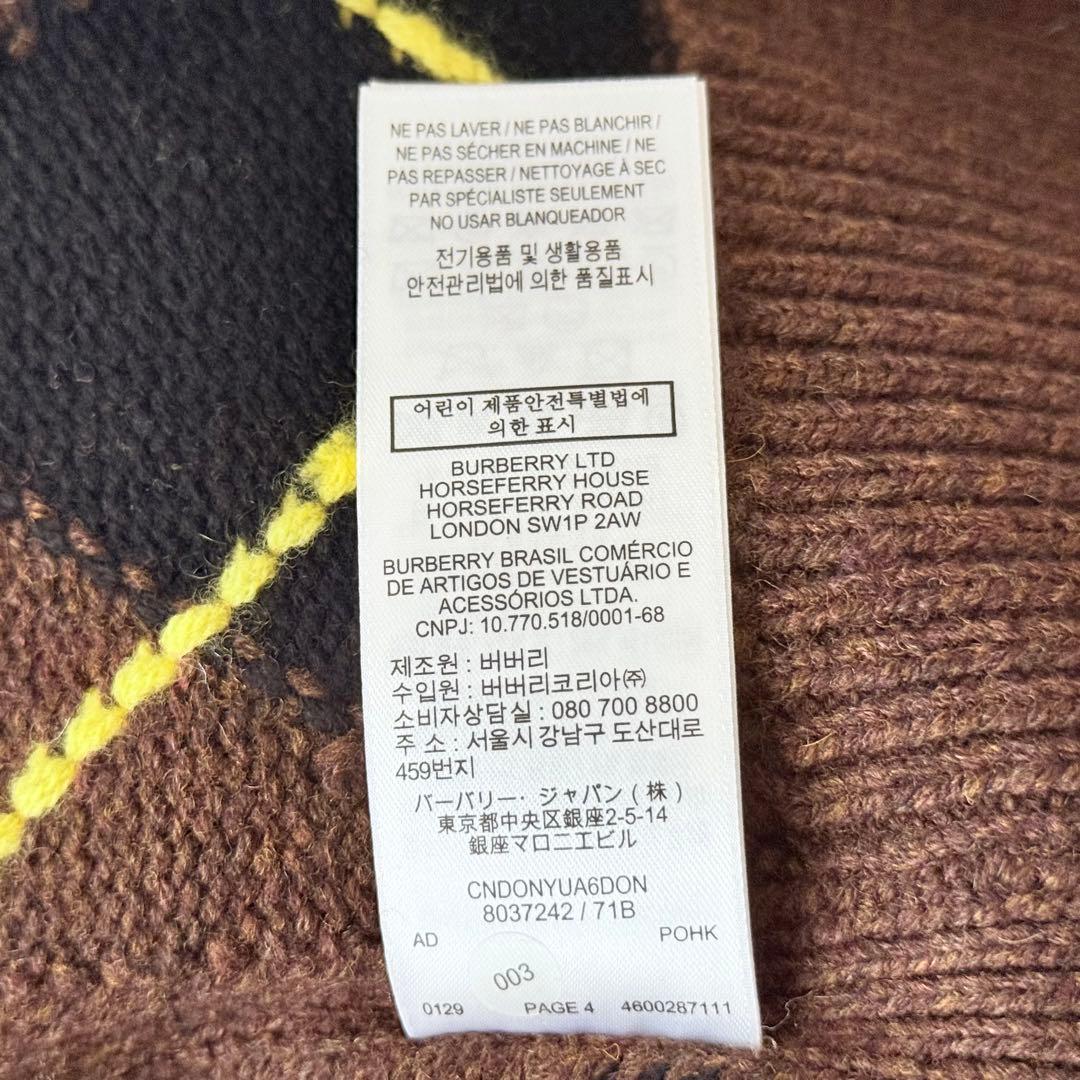 NE PAS LAVER / NE PAS BLANCHIR /
NE PAS SÉCHER EN MACHINE / NE
PAS REPASSER / NETTOYAGE À SEC
PAR SPÉCIALISTE SEULEMENT
NO USAR BLANQUEADOR
전기용품 및 생활용품
안전관리법에 의한 품질표시
어린이 제품안전특별법에
의한 표시
BURBERRY LTD
HORSEFERRY HOUSE
HORSEFERRY ROAD
LONDON SW1P 2AW
BURBERRY BRASIL COMÉRCIO
DE ARTIGOS DE VESTUÁRIO E
ACESSÓRIOS LTDA.
CNPJ: 10.770.518/0001-68
제조원 : 버버리
수입원 : 버버리코리아㈜
소비자상담실 : 080 700 8800
주 소 : 서울시 강남구 도산대로
459번지
バーバリー・ジャパン ( 株 )
東京都中央区銀座2-5-14
銀座マロニエビル
CNDONYUA6DON
8037242 / 71B
AD POHK
003
0129 PAGE 4 4600287111